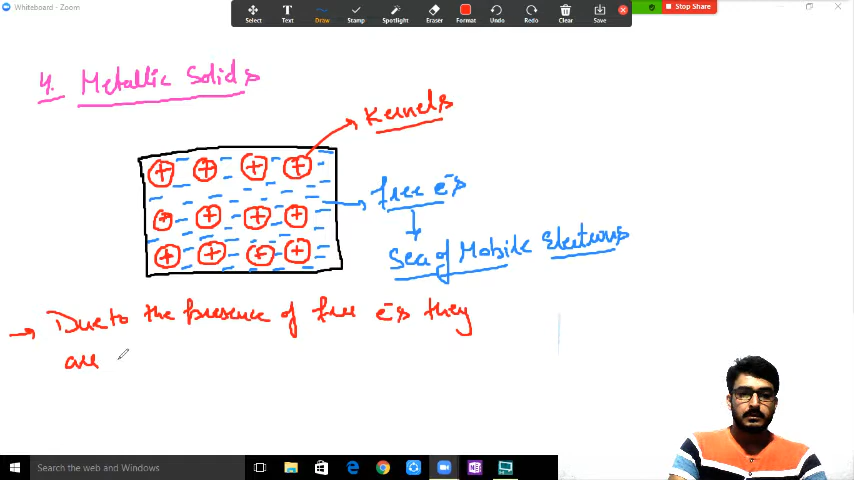 Whiteboard - Zoom
Select
Text
Draw
Stamp
Spotlight
Eraser
Format
Undo
Redo
Clear
Save
Stop Share
4. Metallic Solids
Kernels
free e⁻s
Sea of Mobile Electrons
→ Due to the presence of free e⁻s they
are
Search the web and Windows